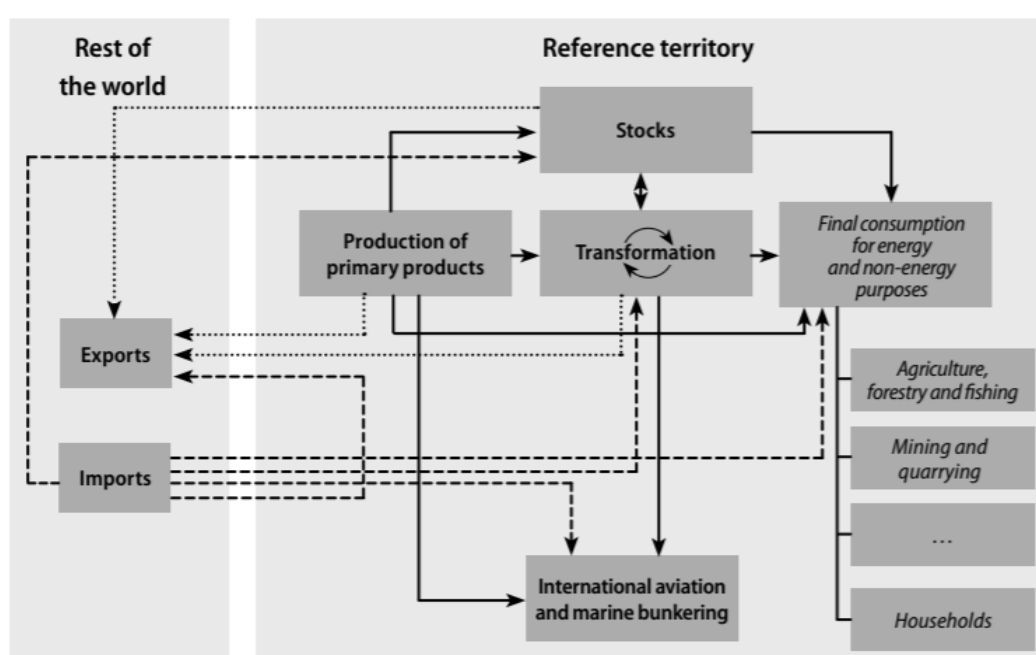 Rest of
the world
Reference territory
Stocks
Production of
primary products
Transformation
Final consumption
for energy
and non-energy
purposes
Exports
Imports
Agriculture,
forestry and fishing
Mining and
quarrying
...
Households
International aviation
and marine bunkering